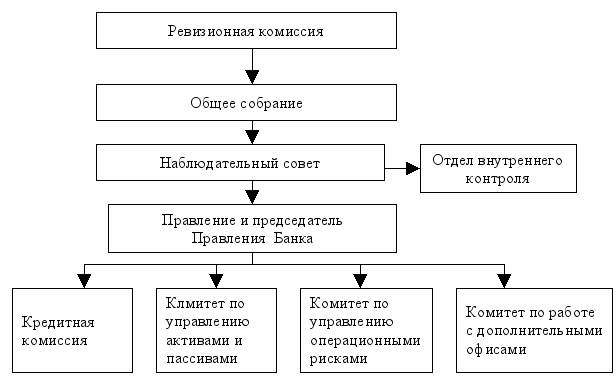 Ревизионная комиссия
Общее собрание
Наблюдательный совет
Отдел внутреннего
контроля
Правление и председатель
Правления Банка
Кредитная
комиссия
Клмитет по
управлению
активами и
пассивами
Комитет по
управлению
операционными
рисками
Комитет по работе
с дополнительными
офисами